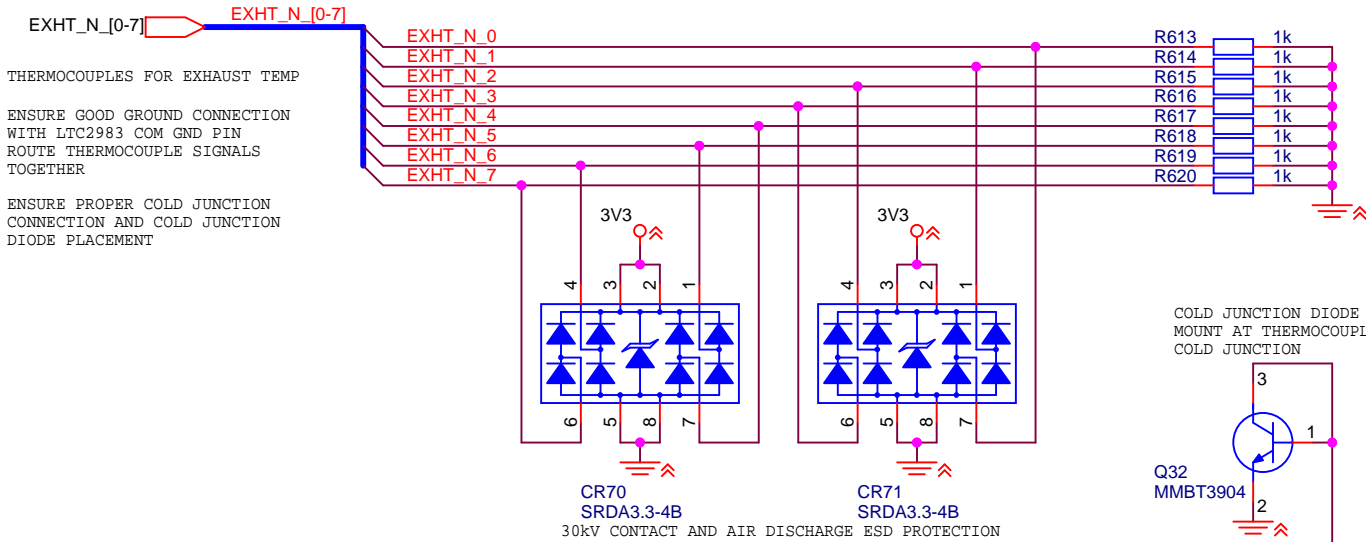 EXHT_N_[0-7]
EXHT_N_[0-7]
THERMOCOUPLES FOR EXHAUST TEMP
ENSURE GOOD GROUND CONNECTION
WITH LTC2983 COM GND PIN
ROUTE THERMOCOUPLE SIGNALS
TOGETHER
ENSURE PROPER COLD JUNCTION
CONNECTION AND COLD JUNCTION
DIODE PLACEMENT
EXHT_N_0 R613 1k
EXHT_N_1 R614 1k
EXHT_N_2 R615 1k
EXHT_N_3 R616 1k
EXHT_N_4 R617 1k
EXHT_N_5 R618 1k
EXHT_N_6 R619 1k
EXHT_N_7 R620 1k
3V3
4 3 2 1
6 5 8 7
CR70
SRDA3.3-4B
3V3
4 3 2 1
6 5 8 7
CR71
SRDA3.3-4B
30kV CONTACT AND AIR DISCHARGE ESD PROTECTION
COLD JUNCTION DIODE
MOUNT AT THERMOCOUPL
COLD JUNCTION
3
1
Q32
MMBT3904
2